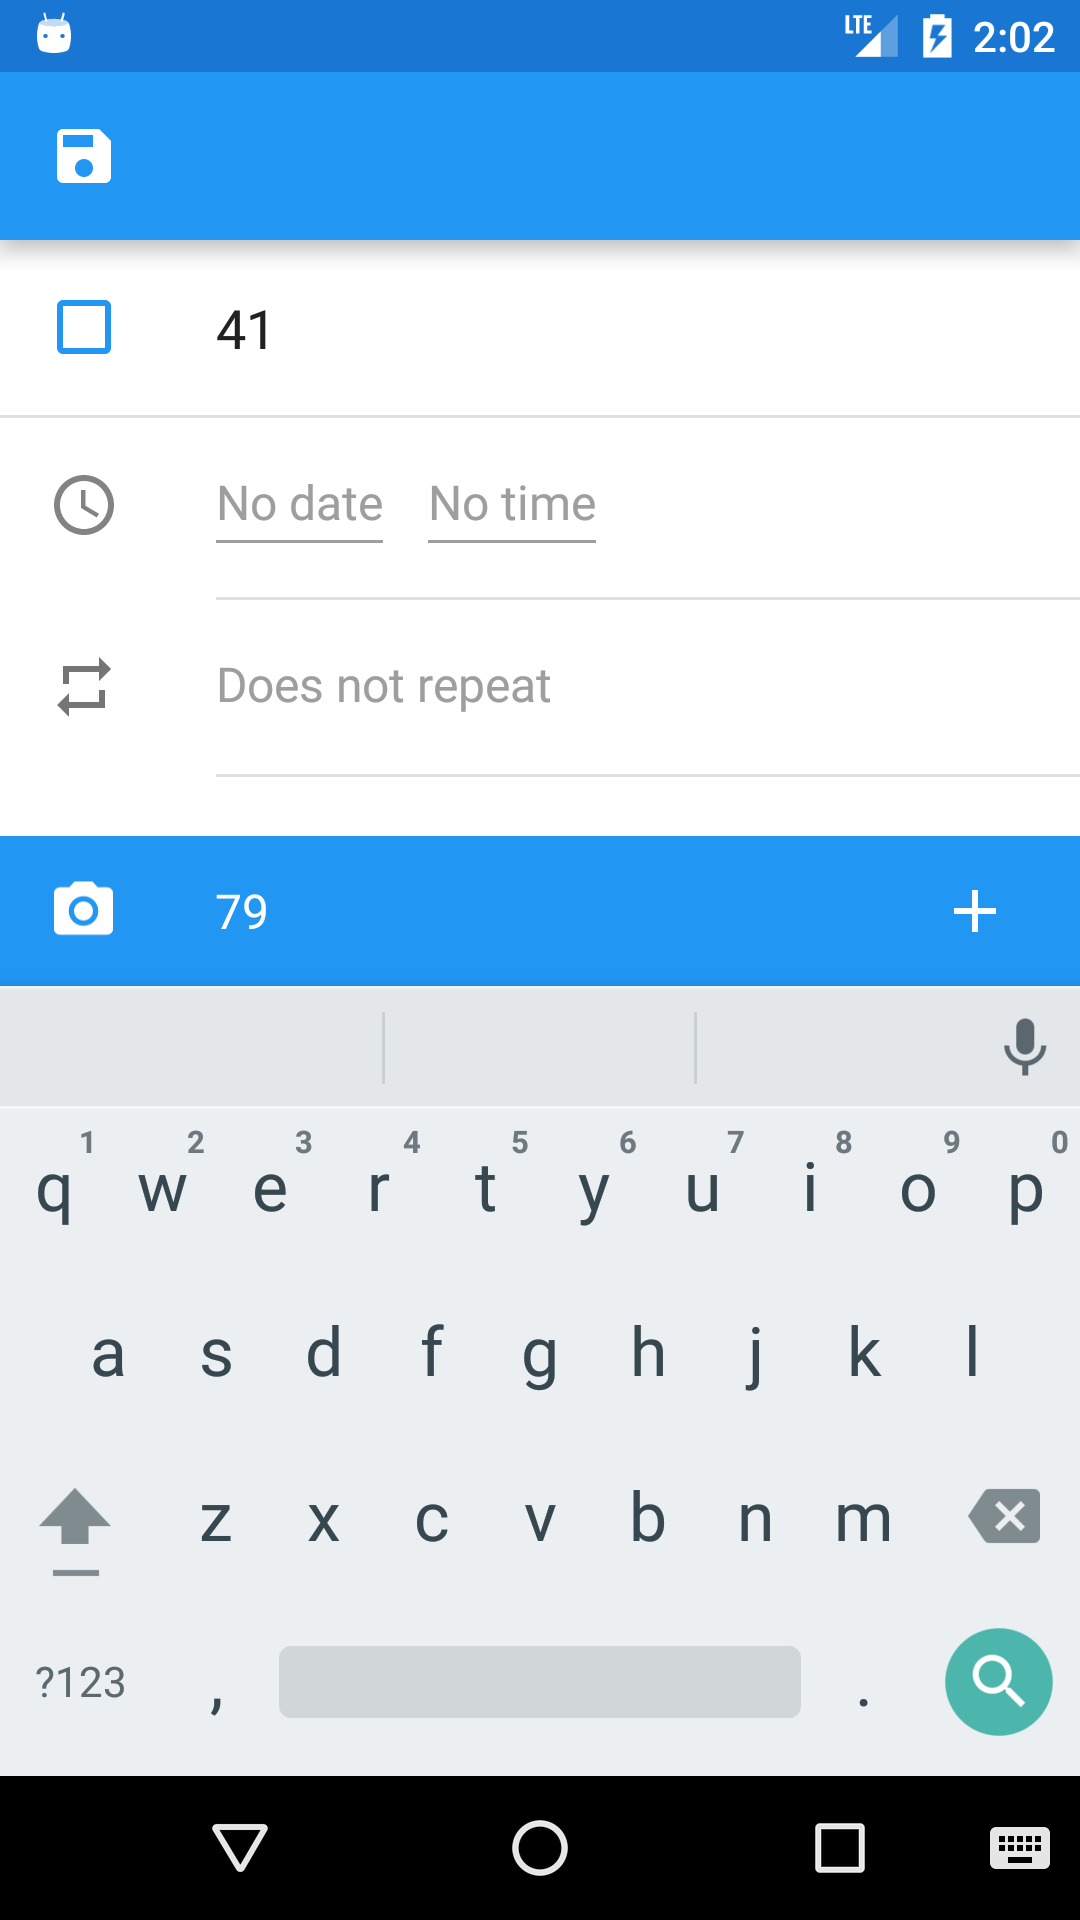 LTE 2:02
41
No date No time
Does not repeat
79
1 2 3 4 5 6 7 8 9 0
q w e r t y u i o p
a s d f g h j k l
z x c v b n m
?123 , .